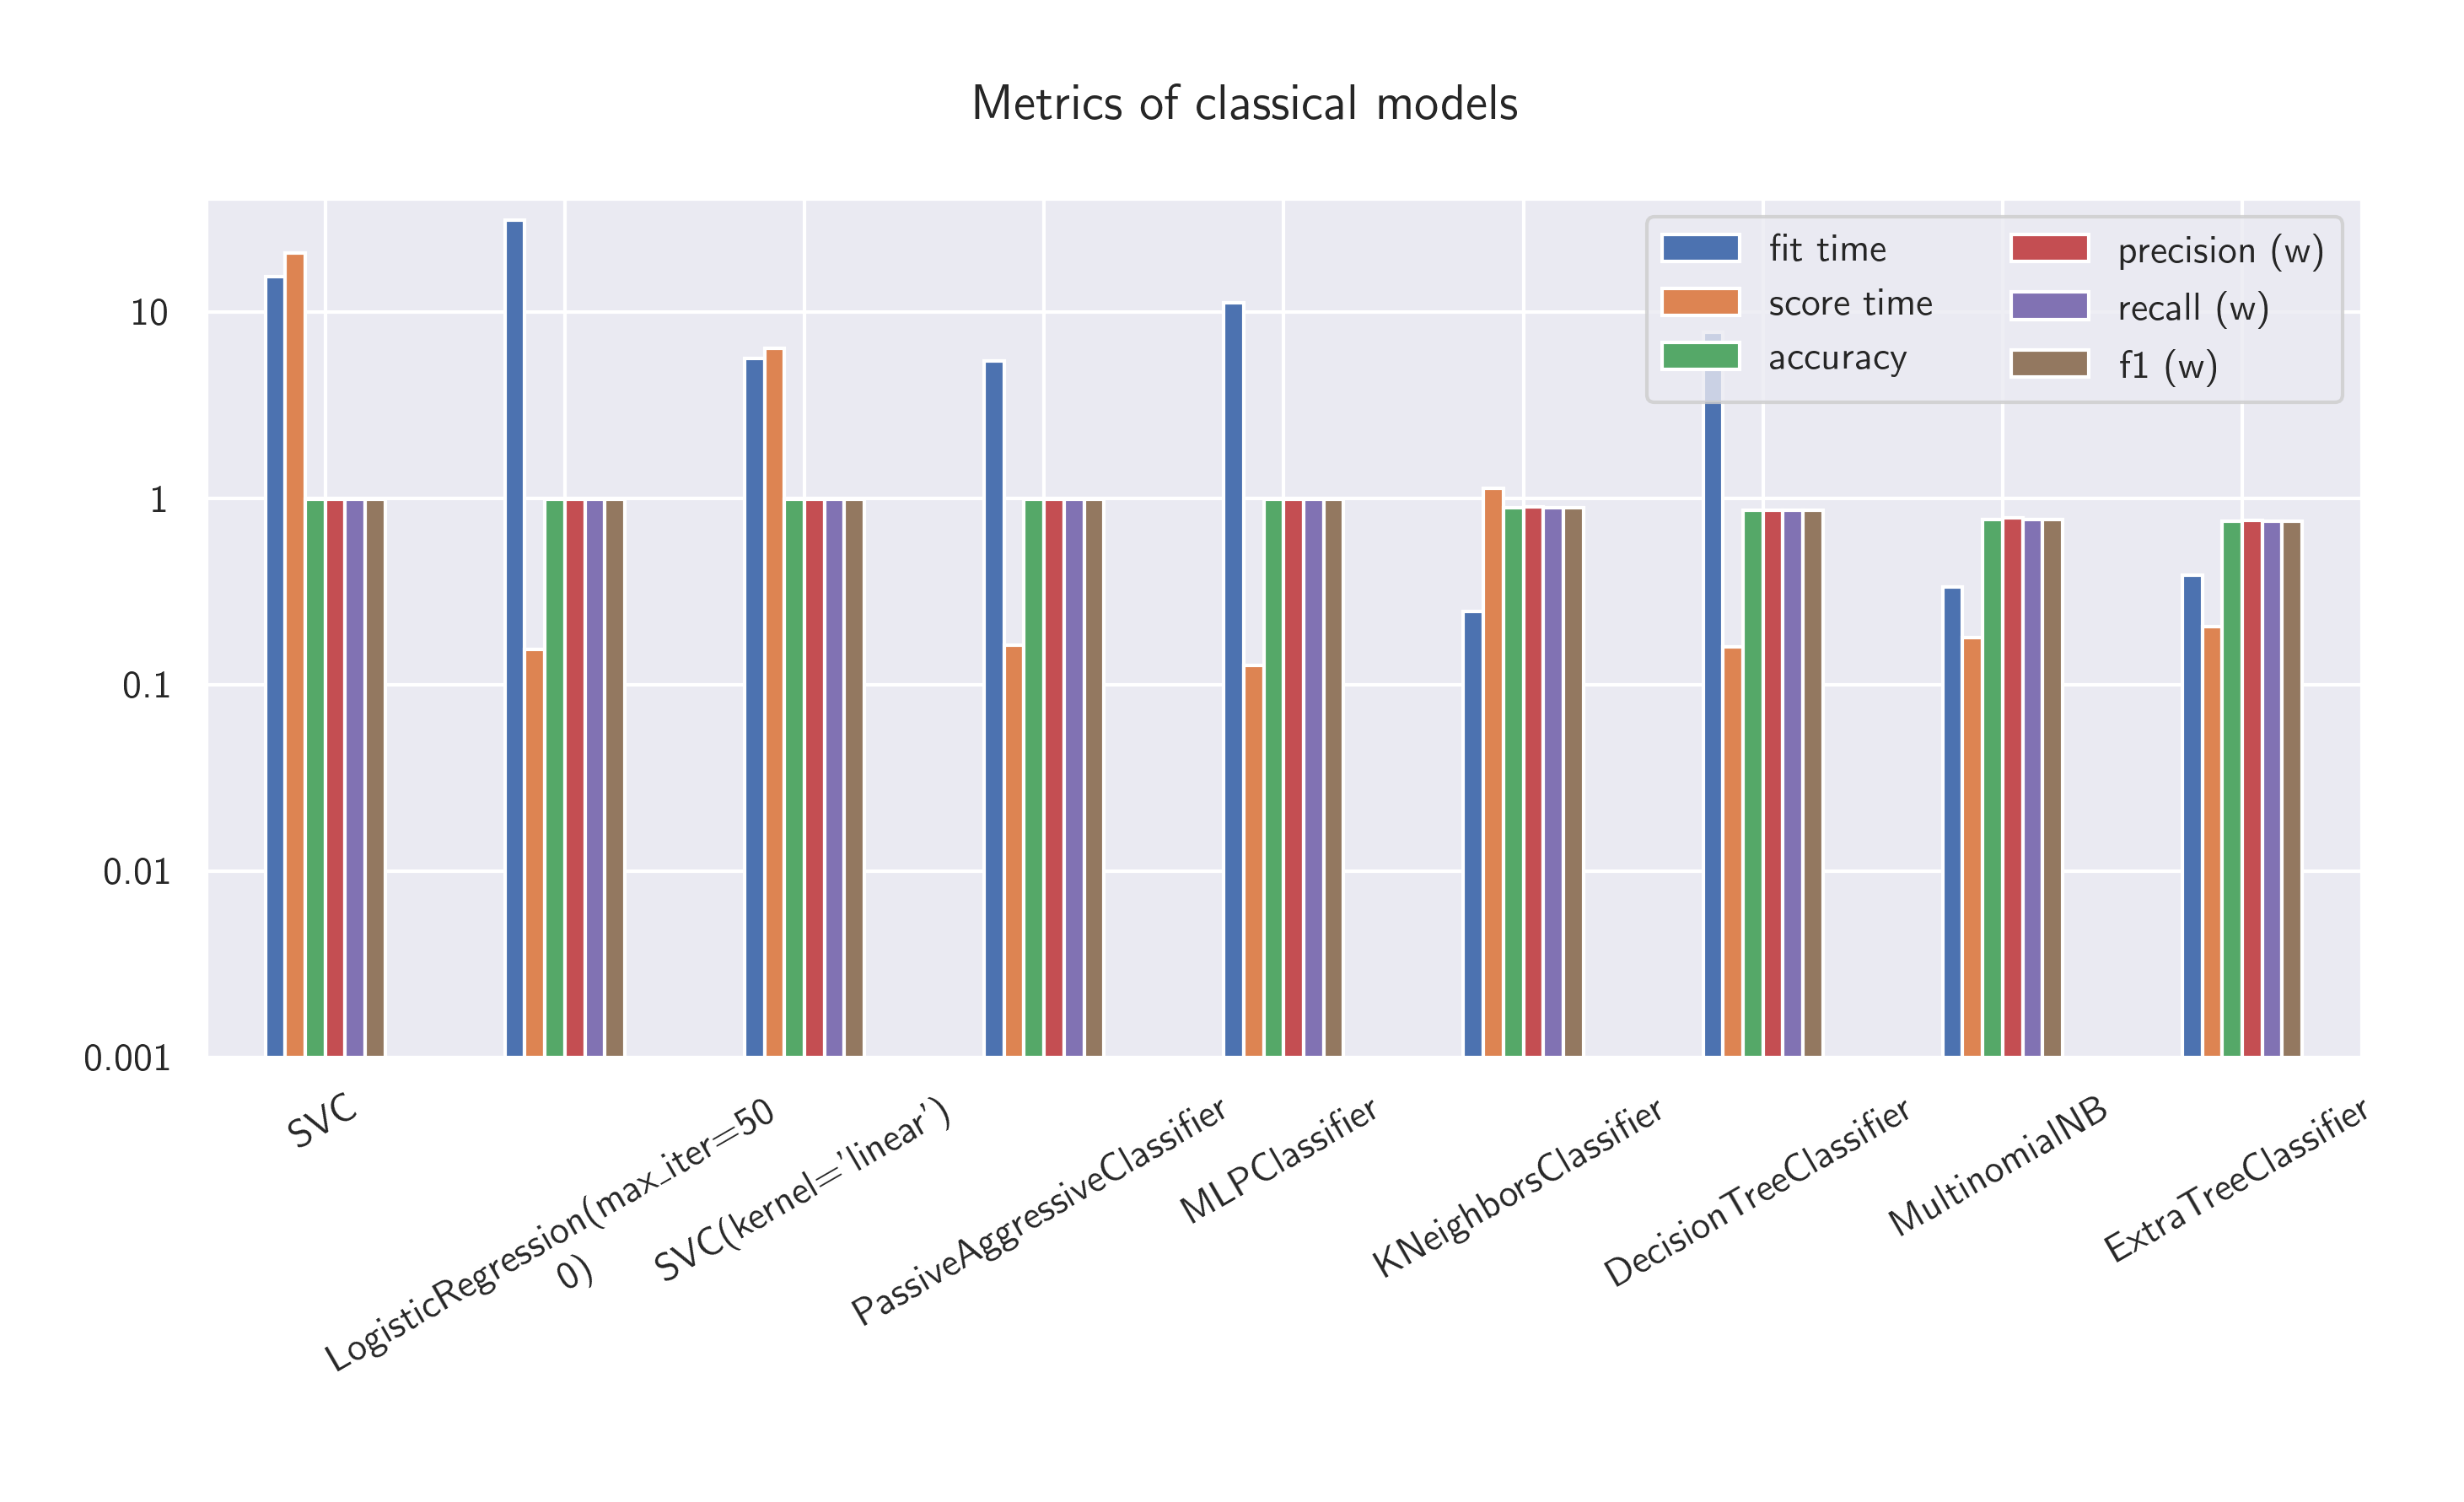 Metrics of classical models
fit time
score time
accuracy
precision (w)
recall (w)
f1 (w)
10
1
0.1
0.01
0.001
SVC
LogisticRegression(max_iter=50
0)
SVC(kernel='linear')
PassiveAggressiveClassifier
MLPClassifier
KNeighborsClassifier
DecisionTreeClassifier
MultinomialNB
ExtraTreeClassifier